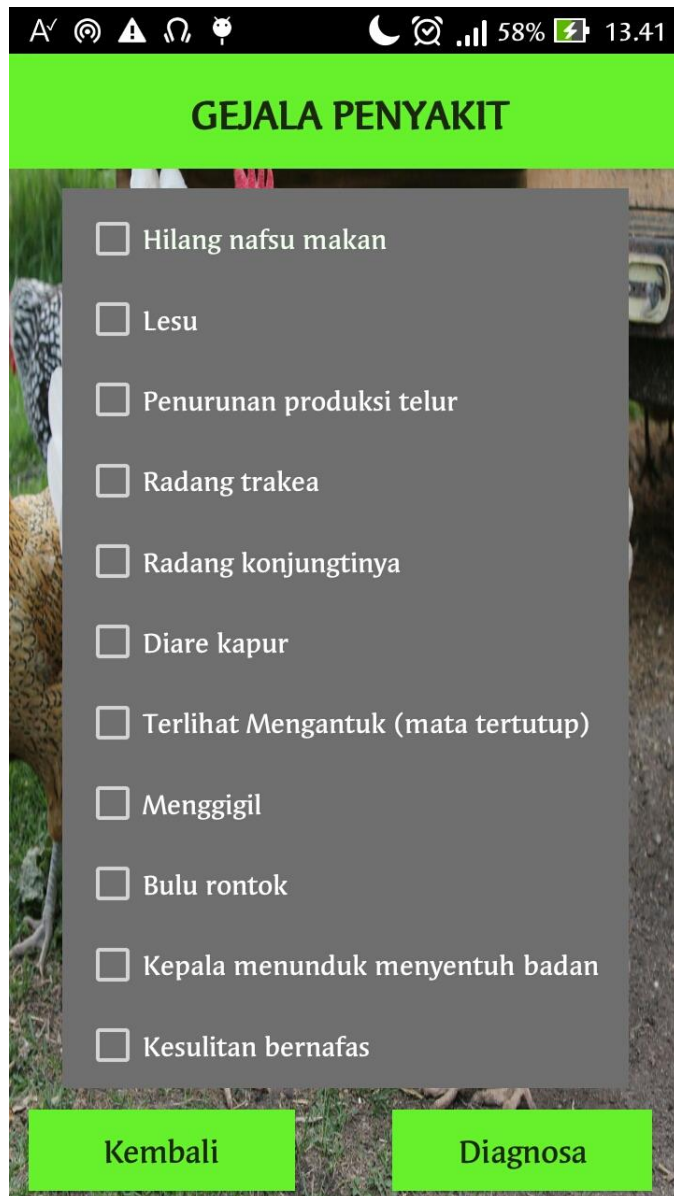 58% 13.41
GEJALA PENYAKIT
Hilang nafsu makan
Lesu
Penurunan produksi telur
Radang trakea
Radang konjungtinya
Diare kapur
Terlihat Mengantuk (mata tertutup)
Menggigil
Bulu rontok
Kepala menunduk menyentuh badan
Kesulitan bernafas
Kembali Diagnosa